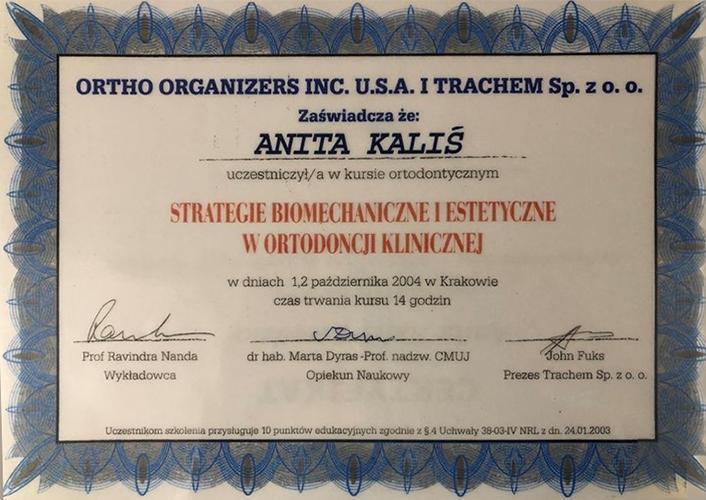 ORTHO ORGANIZERS INC. U.S.A. I TRACHEM Sp. z o. o.
Zaświadcza że:
ANITA KALIŚ
uczestniczył/a w kursie ortodontycznym
STRATEGIE BIOMECHANICZNE I ESTETYCZNE
W ORTODONCJI KLINICZNEJ
w dniach 1,2 października 2004 w Krakowie
czas trwania kursu 14 godzin
Prof Ravindra Nanda
Wykładowca
dr hab. Marta Dyras -Prof. nadzw. CMUJ
Opiekun Naukowy
John Fuks
Prezes Trachem Sp. z o. o.
Uczestnikom szkolenia przysługuje 10 punktów edukacyjnych zgodnie z §.4 Uchwały 38-03-IV NRL z dn. 24.01.2003